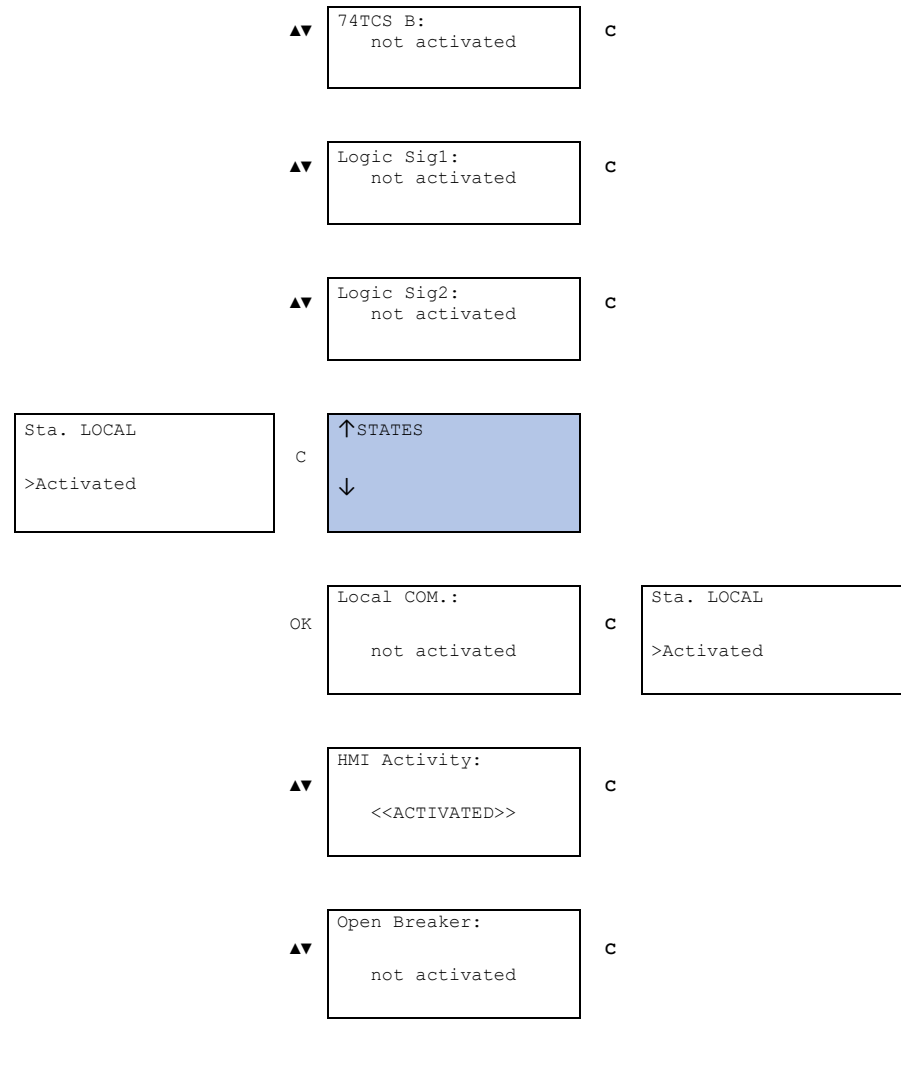 74TCS B:
▲▼ not activated C
Logic Sig1:
▲▼ not activated C
Logic Sig2:
▲▼ not activated C
Sta. LOCAL ↑STATES
C
>Activated ↓
Local COM.: Sta. LOCAL
OK C
not activated >Activated
HMI Activity:
▲▼ C
<<ACTIVATED>>
Open Breaker:
▲▼ C
not activated